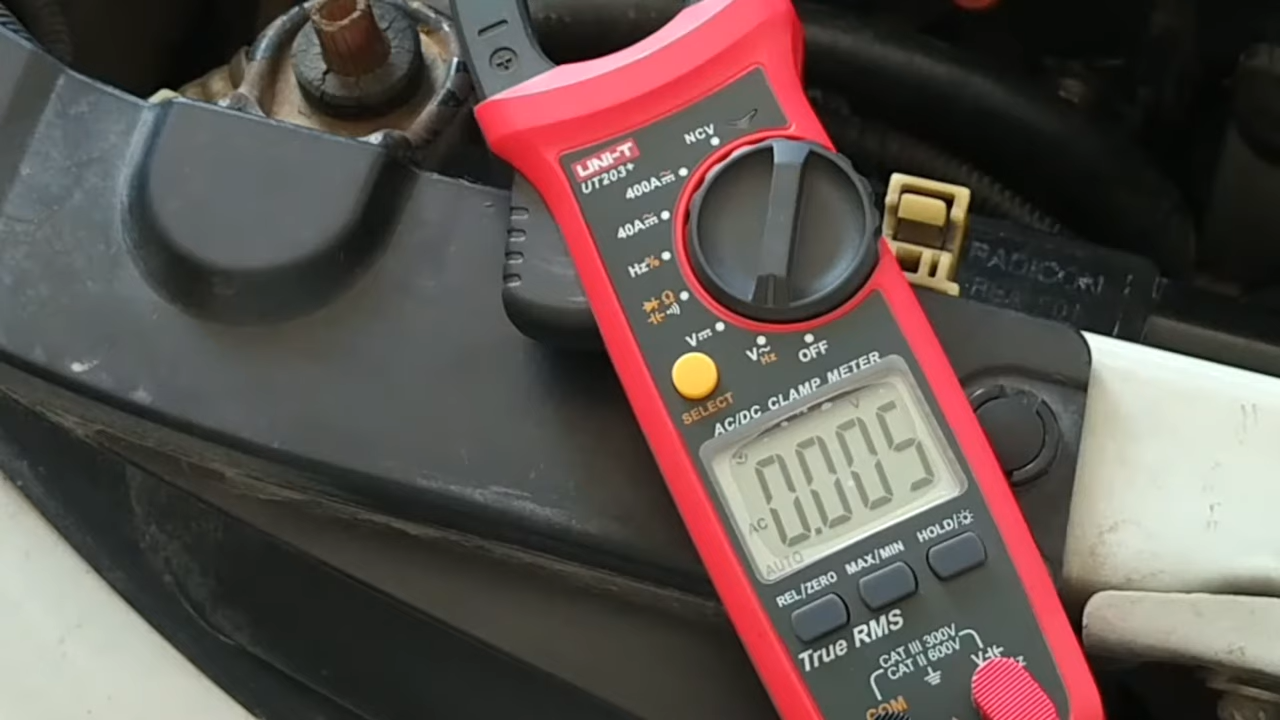 NCV
UNI-T
UT203+
400A
40A
Hz%
Ω
V
V~
Hz
OFF
SELECT
AC/DC CLAMP METER
V
0.005
AC
AUTO
REL/ZERO
MAX/MIN
HOLD/
True RMS
CAT III 300V
CAT II 600V
COM